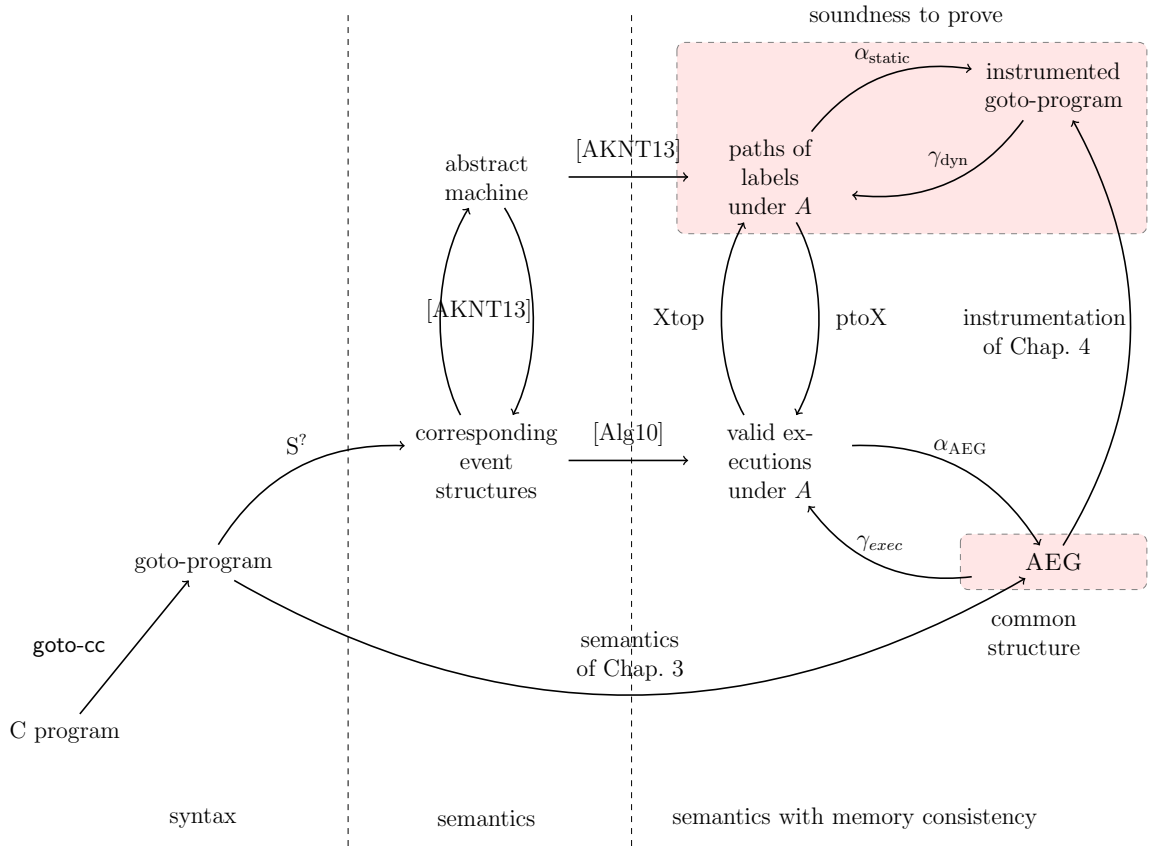 soundness to prove
α_static
instrumented
goto-program
[AKNT13]
paths of
labels
under A
γ_dyn
abstract
machine
[AKNT13]
Xtop
ptoX
instrumentation
of Chap. 4
S?
corresponding
event
structures
[Alg10]
valid ex-
ecutions
under A
α_AEG
γ_exec
goto-program
AEG
common
structure
goto-cc
semantics
of Chap. 3
C program
syntax
semantics
semantics with memory consistency